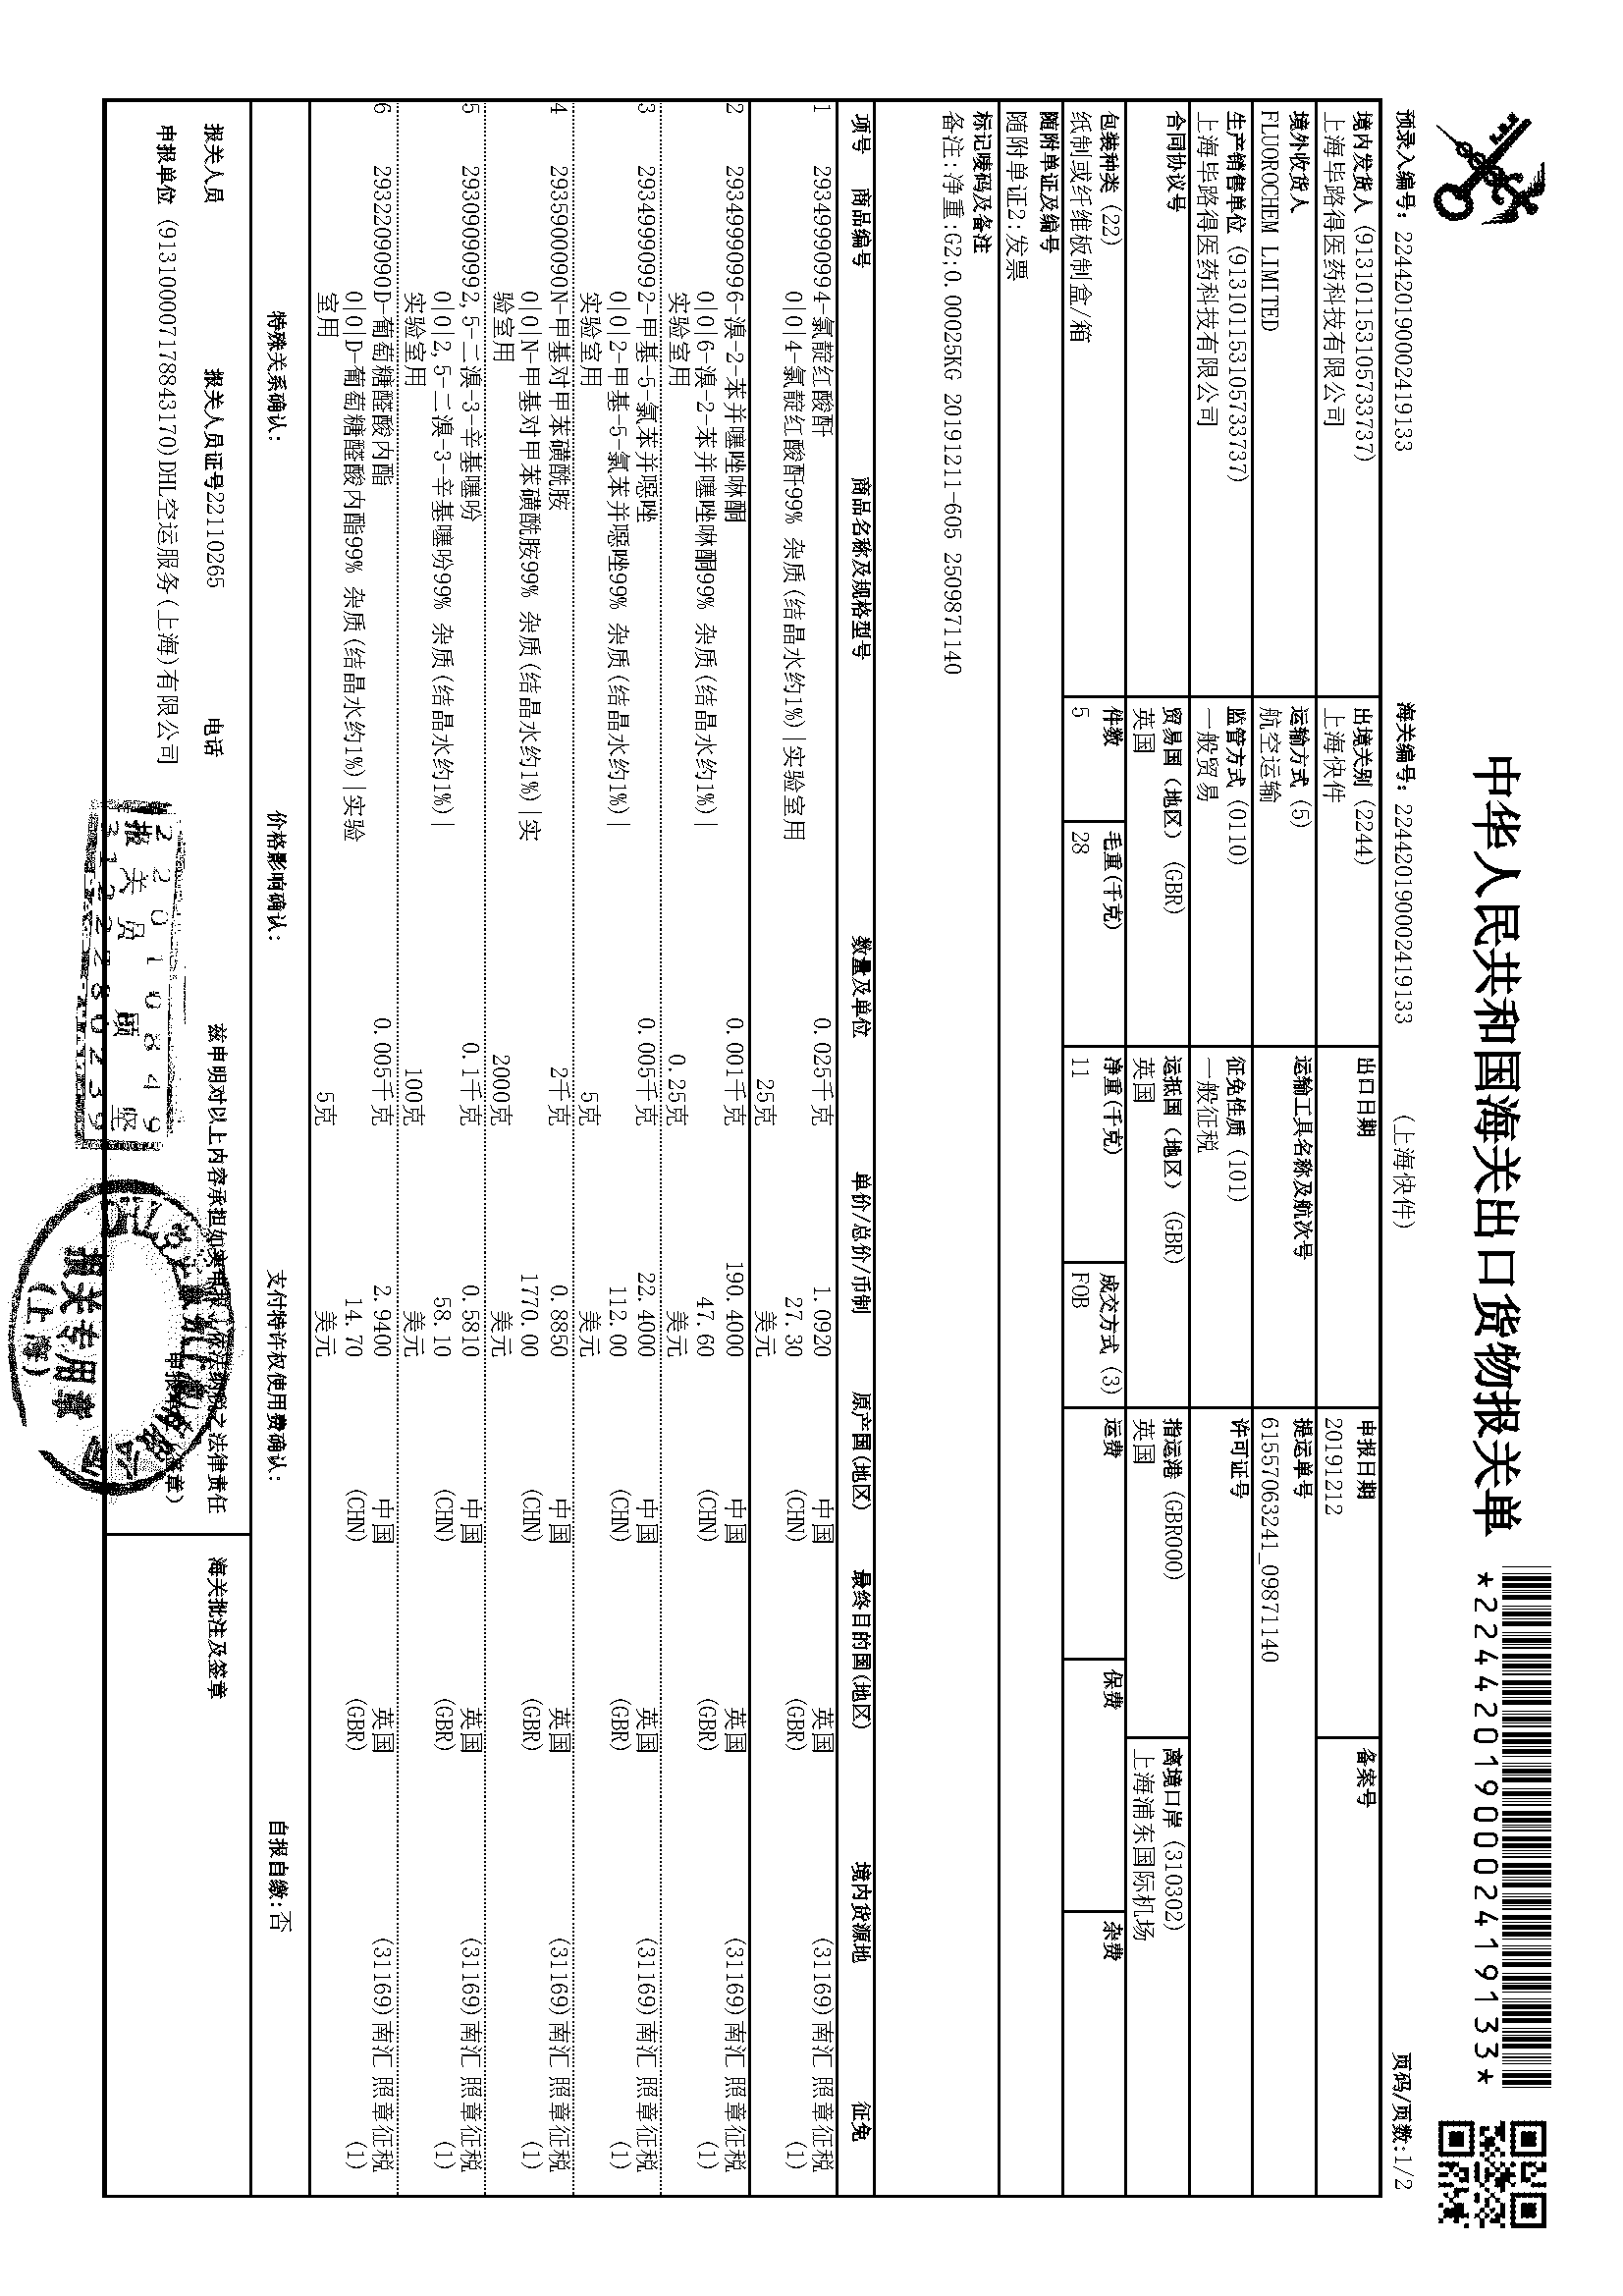 中华人民共和国海关出口货物报关单
*224420190002419133*
预录入编号：224420190002419133 海关编号：224420190002419133 (上海快件) 页码/页数:1/2
境内发货人 (913101153105733737) 出境关别 (2244) 出口日期 申报日期 备案号
上海毕路得医药科技有限公司 上海快件 20191212
境外收货人 运输方式 (5) 运输工具名称及航次号 提运单号
FLUOROCHEM LIMITED 航空运输 61557063241_09871140
生产销售单位 (913101153105733737) 监管方式 (0110) 征免性质 (101) 许可证号
上海毕路得医药科技有限公司 一般贸易 一般征税
合同协议号 贸易国（地区） (GBR) 运抵国（地区） (GBR) 指运港 (GBR000) 离境口岸 (310302)
英国 英国 英国 上海浦东国际机场
包装种类 (22) 件数 毛重(千克) 净重(千克) 成交方式 (3) 运费 保费 杂费
纸制或纤维板制盒/箱 5 28 11 FOB
随附单证及编号
随附单证2:发票
标记唛码及备注
备注:净重:G2;0.00025KG 20191211-605 2509871140
项号 商品编号 商品名称及规格型号 数量及单位 单价/总价/币制 原产国(地区) 最终目的国(地区) 境内货源地 征免
1 2934999099 4-氯靛红酸酐 0.025千克 1.0920 中国 英国 (31169)南汇 照章征税
0|0|4-氯靛红酸酐99% 杂质(结晶水约1%)|实验室用 27.30 (CHN) (GBR) (1)
25克 美元
2 2934999099 6-溴-2-苯并噻唑啉酮 0.001千克 190.4000 中国 英国 (31169)南汇 照章征税
0|0|6-溴-2-苯并噻唑啉酮99% 杂质(结晶水约1%)| 47.60 (CHN) (GBR) (1)
实验室用 0.25克 美元
3 2934999099 2-甲基-5-氯苯并噁唑 0.005千克 22.4000 中国 英国 (31169)南汇 照章征税
0|0|2-甲基-5-氯苯并噁唑99% 杂质(结晶水约1%)| 112.00 (CHN) (GBR) (1)
实验室用 5克 美元
4 2935900090 N-甲基对甲苯磺酰胺 2千克 0.8850 中国 英国 (31169)南汇 照章征税
0|0|N-甲基对甲苯磺酰胺99% 杂质(结晶水约1%)|实 1770.00 (CHN) (GBR) (1)
验室用 2000克 美元
5 2930909099 2,5-二溴-3-辛基噻吩 0.1千克 0.5810 中国 英国 (31169)南汇 照章征税
0|0|2,5-二溴-3-辛基噻吩99% 杂质(结晶水约1%)| 58.10 (CHN) (GBR) (1)
实验室用 100克 美元
6 2932209090 D-葡萄糖醛酸内酯 0.005千克 2.9400 中国 英国 (31169)南汇 照章征税
0|0|D-葡萄糖醛酸内酯99% 杂质(结晶水约1%)|实验 14.70 (CHN) (GBR) (1)
室用 5克 美元
特殊关系确认: 价格影响确认: 支付特许权使用费确认: 自报自缴:否
报关人员 报关人员证号22110265 电话 兹申明对以上内容承担如实申报、依法纳税之法律责任 海关批注及签章
申报单位 (913100007178843170)DHL空运服务(上海)有限公司
报关专用章
(上海)